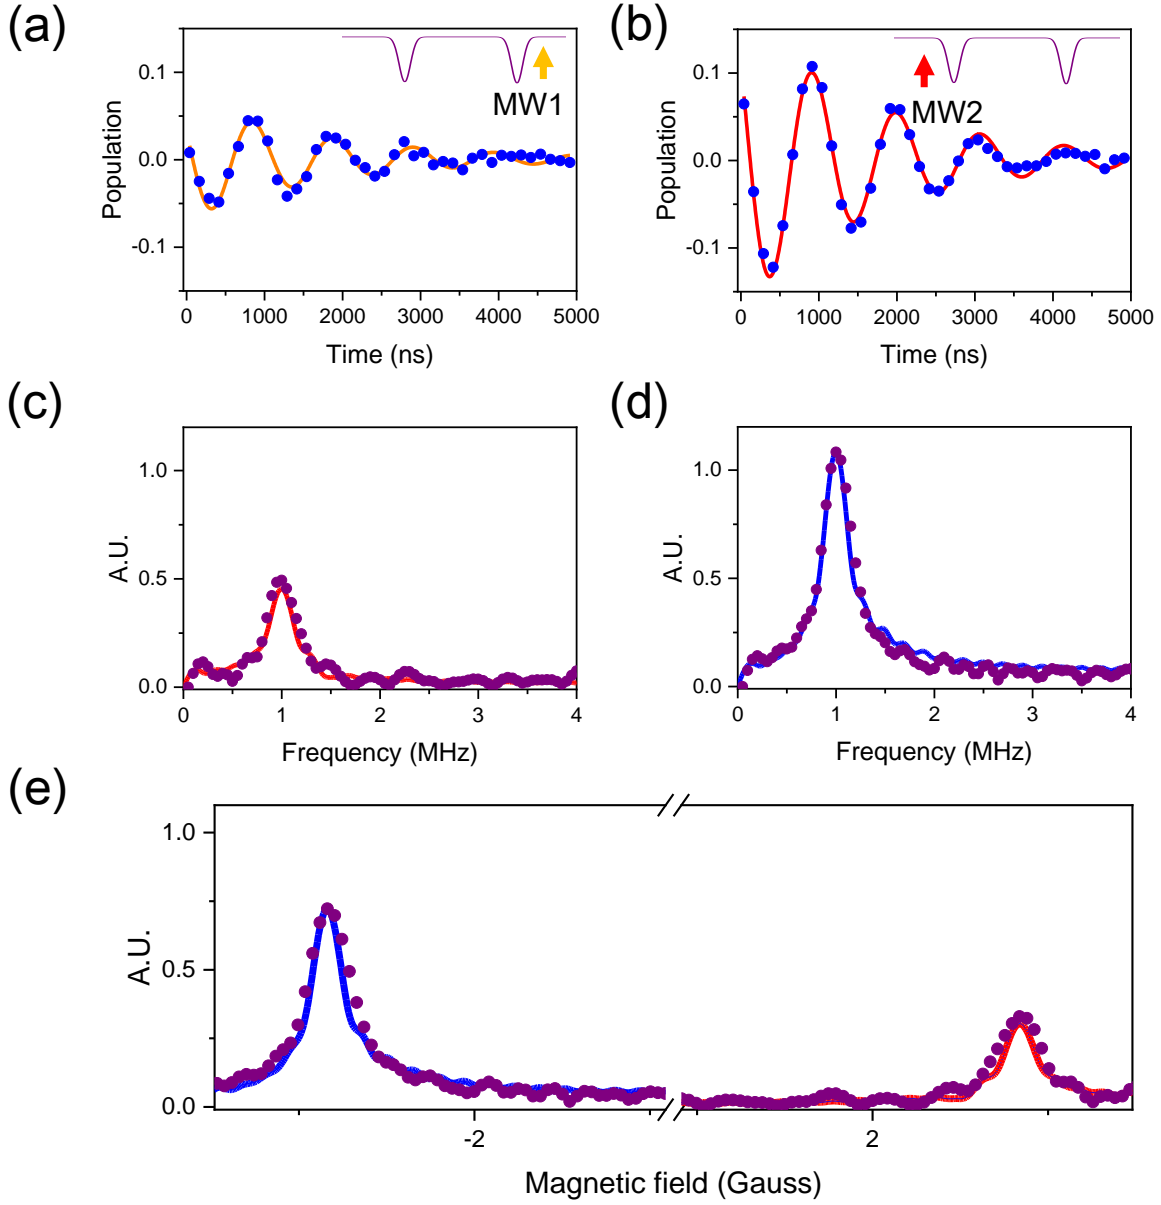 (a)
0.1
0.0
-0.1
Population
MW1
0 1000 2000 3000 4000 5000
Time (ns)
(b)
0.1
0.0
-0.1
Population
MW2
0 1000 2000 3000 4000 5000
Time (ns)
(c)
1.0
0.5
0.0
A.U.
0 1 2 3 4
Frequency (MHz)
(d)
1.0
0.5
0.0
A.U.
0 1 2 3 4
Frequency (MHz)
(e)
1.0
0.5
0.0
A.U.
-2 2
Magnetic field (Gauss)